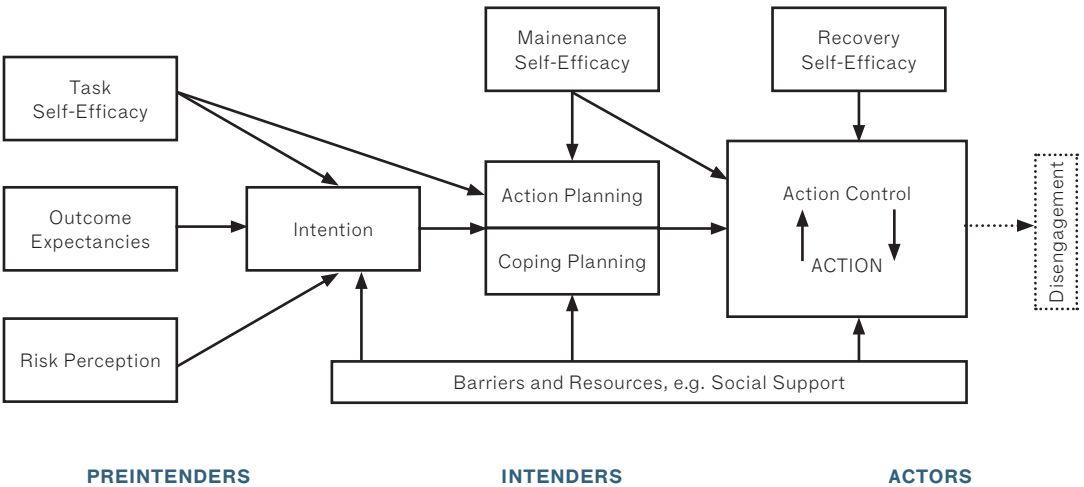 Mainenance
Self-Efficacy
Recovery
Self-Efficacy
Task
Self-Efficacy
Outcome
Expectancies
Risk Perception
Intention
Action Planning
Coping Planning
Action Control
ACTION
Disengagement
Barriers and Resources, e.g. Social Support
PREINTENDERS
INTENDERS
ACTORS